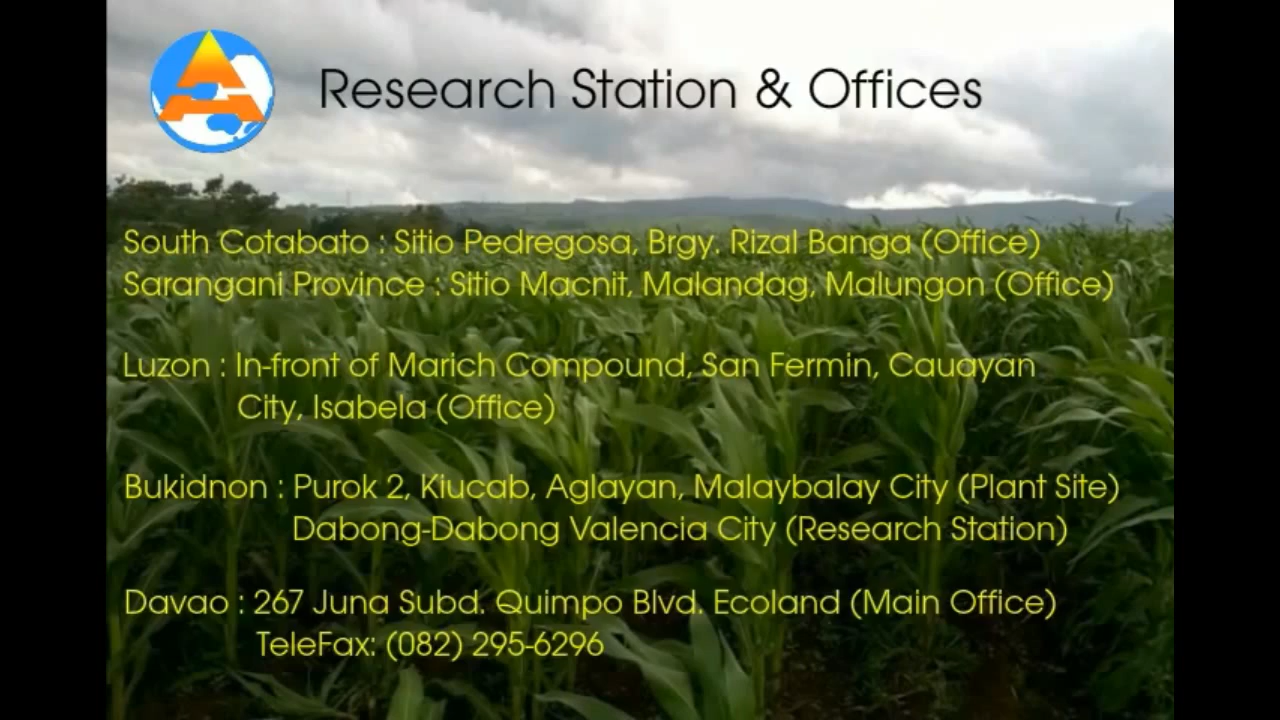 Research Station & Offices
South Cotabato : Sitio Pedregosa, Brgy. Rizal Banga (Office)
Sarangani Province : Sitio Macnit, Malandag, Malungon (Office)
Luzon : In-front of Marich Compound, San Fermin, Cauayan
City, Isabela (Office)
Bukidnon : Purok 2, Kiucab, Aglayan, Malaybalay City (Plant Site)
Dabong-Dabong Valencia City (Research Station)
Davao : 267 Juna Subd. Quimpo Blvd. Ecoland (Main Office)
TeleFax: (082) 295-6296